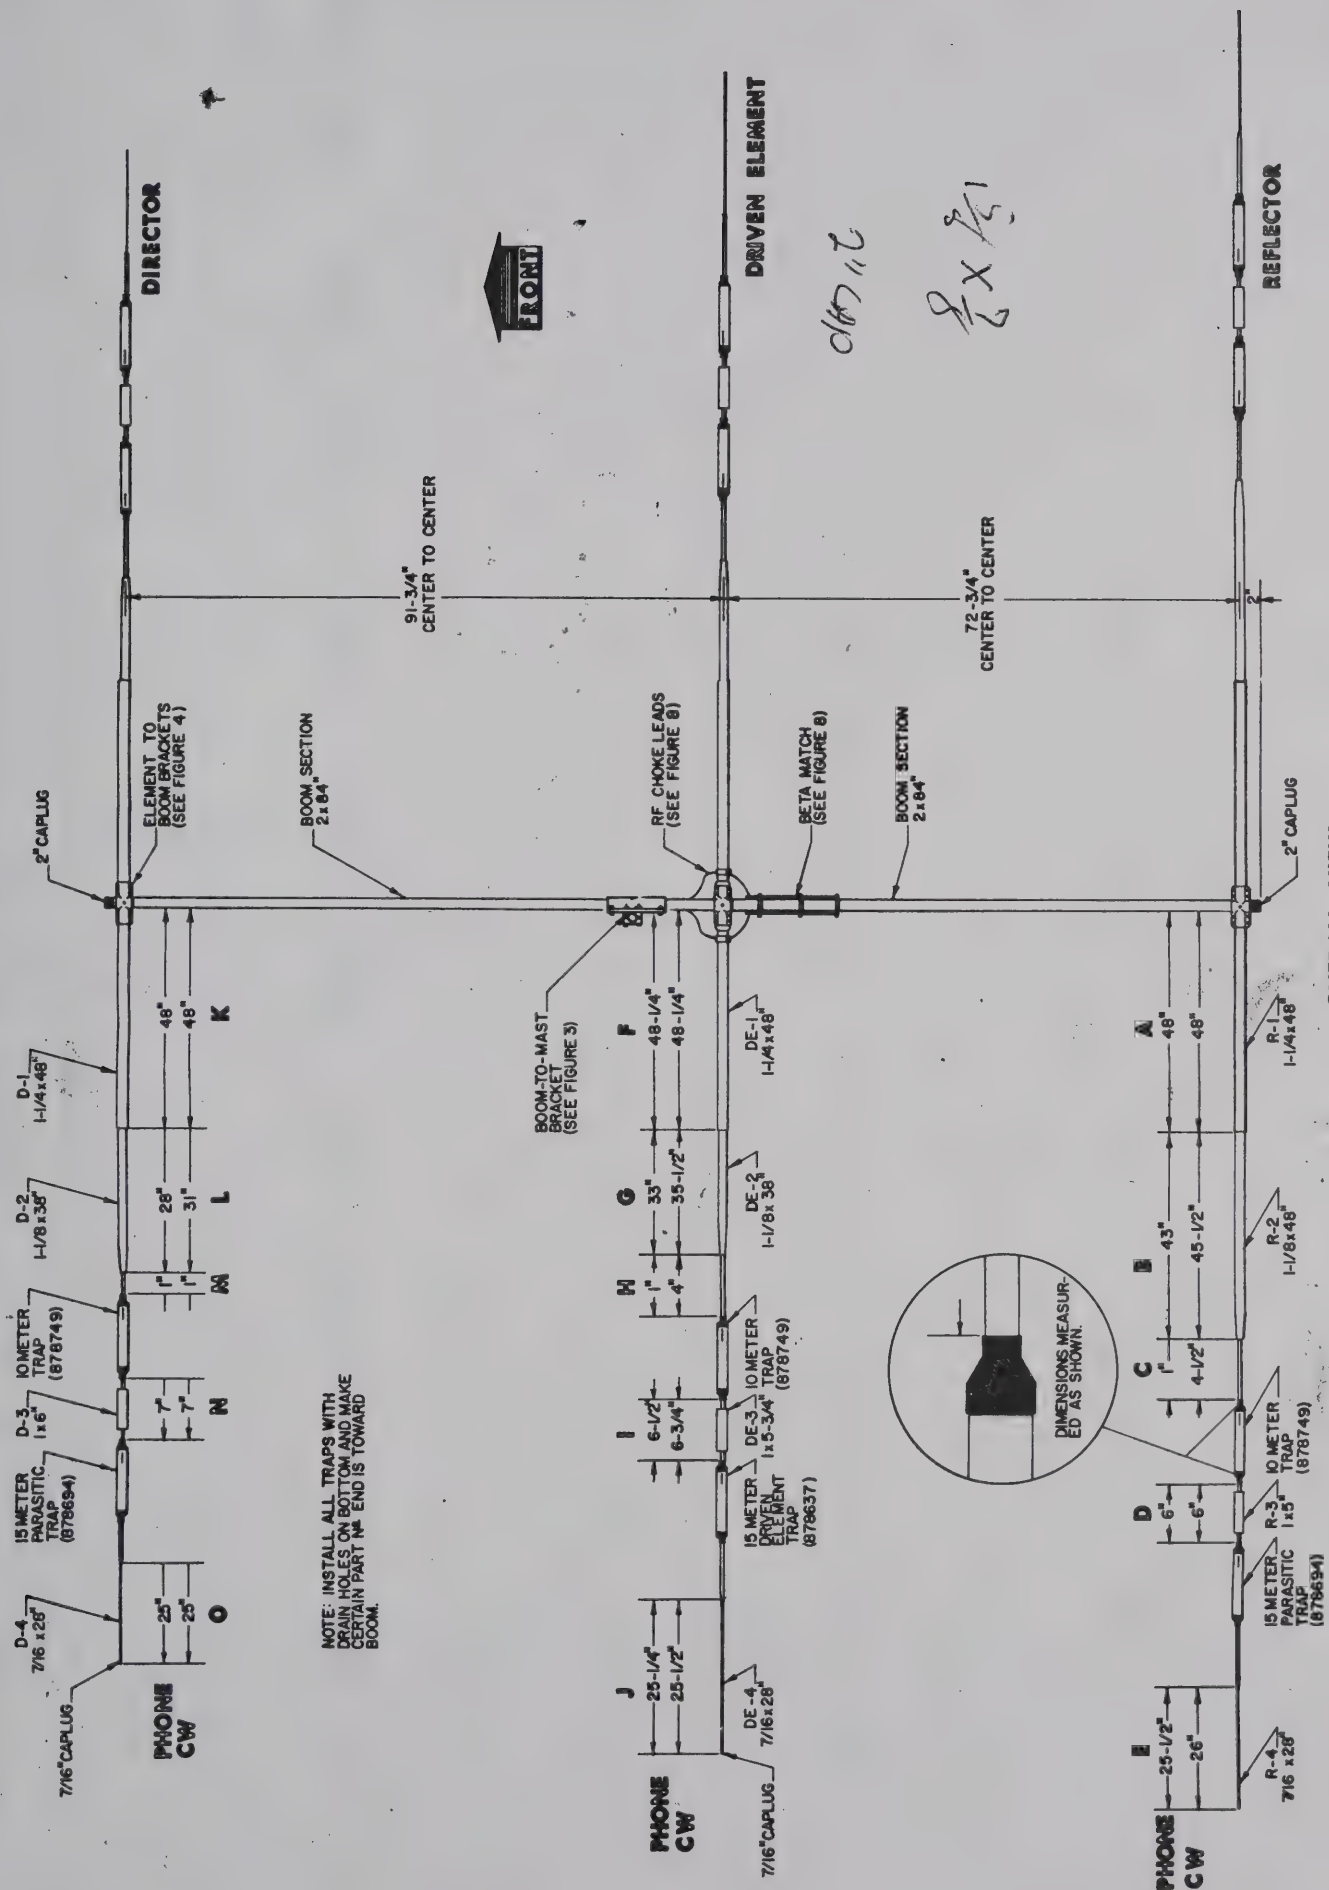 DIRECTOR
FRONT
DRIVEN ELEMENT
REFLECTOR
91-3/4"
CENTER TO CENTER
72-3/4"
CENTER TO CENTER
2"
2" CAPLUG
ELEMENT TO
BOOM BRACKETS
(SEE FIGURE 4)
BOOM SECTION
2 x 84"
RF CHOKE LEADS
(SEE FIGURE 8)
BETA MATCH
(SEE FIGURE 8)
BOOM SECTION
2 x 84"
2" CAPLUG
BOOM-TO-MAST
BRACKET
(SEE FIGURE 3)
D-1
1-1/4x48"
D-2
1-1/8x38"
10 METER
TRAP
(878749)
D-3
1x6"
15 METER
PARASITIC
TRAP
(878694)
D-4
7/16 x28"
7/16" CAPLUG
PHONE
CW
25"
25"
O
7"
7"
N
1"
1"
M
28"
31"
L
48"
48"
K
NOTE: INSTALL ALL TRAPS WITH
DRAIN HOLES ON BOTTOM AND MAKE
CERTAIN PART Nº END IS TOWARD
BOOM.
J
25-1/4"
25-1/2"
I
6-1/2"
6-3/4"
H
1"
4"
G
33"
35-1/2"
F
48-1/4"
48-1/4"
PHONE
CW
7/16" CAPLUG
DE-4
7/16x28"
15 METER
DRIVEN
ELEMENT
TRAP
(878637)
DE-3
1x5-3/4"
10 METER
TRAP
(878749)
DE-2
1-1/8x 38"
DE-1
1-1/4x48"
DIMENSIONS MEASUR-
ED AS SHOWN.
E
25-1/2"
26"
D
6"
6"
C
1"
4-1/2"
B
43"
45-1/2"
A
48"
48"
PHONE
CW
R-4
7/16 x28"
15 METER
PARASITIC
TRAP
(878694)
R-3
1x5"
10 METER
TRAP
(878749)
R-2
1-1/8x48"
R-1
1-1/4x48"